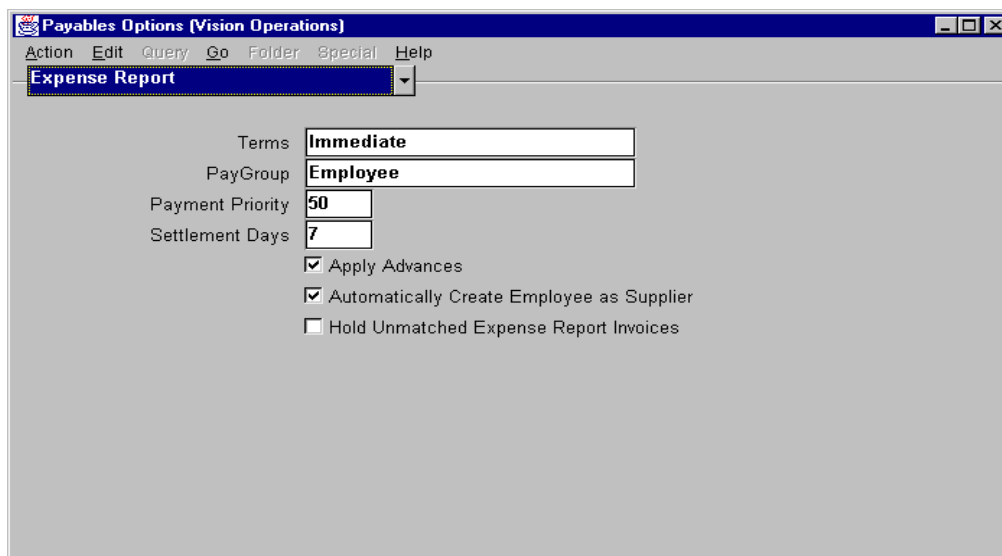 Payables Options (Vision Operations)
Action Edit Query Go Folder Special Help
Expense Report
Terms Immediate
PayGroup Employee
Payment Priority 50
Settlement Days 7
Apply Advances
Automatically Create Employee as Supplier
Hold Unmatched Expense Report Invoices